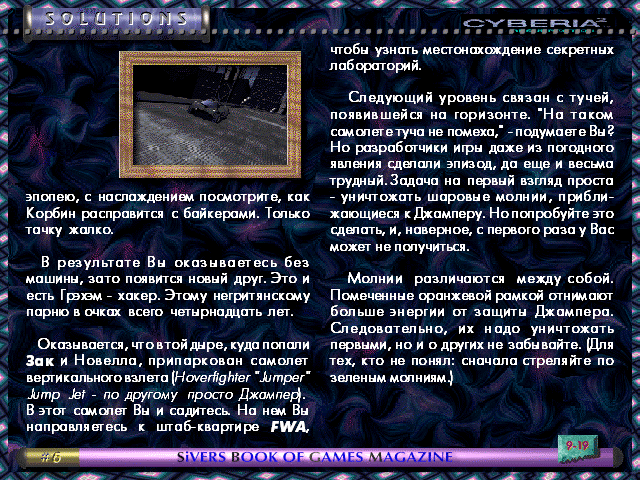 SOLUTIONS
CYBERIA 2
эпопею, с наслаждением посмотрите, как
Корбин расправится с байкерами. Только
тачку жалко.
В результате Вы оказываетесь без
машины, зато появится новый друг. Это и
есть Грэхэм - хакер. Этому негритянскому
парню в очках всего четырнадцать лет.
Оказывается, что в той дыре, куда попали
Зак и Новелла, припаркован самолет
вертикального взлета (Hoverfighter "Jumper"
Jump Jet - по другому просто Джампер).
В этот самолет Вы и садитесь. На нем Вы
направляетесь к штаб-квартире FWA,
чтобы узнать местонахождение секретных
лабораторий.
Следующий уровень связан с тучей,
появившейся на горизонте. "На таком
самолете туча не помеха," - подумаете Вы?
Но разработчики игры даже из погодного
явления сделали эпизод, да еще и весьма
трудный. Задача на первый взгляд проста
- уничтожать шаровые молнии, прибли-
жающиеся к Джамперу. Но попробуйте это
сделать, и, наверное, с первого раза у Вас
может не получиться.
Молнии различаются между собой.
Помеченные оранжевой рамкой отнимают
больше энергии от защиты Джампера.
Следовательно, их надо уничтожать
первыми, но и о других не забывайте. (Для
тех, кто не понял: сначала стреляйте по
зеленым молниям.)
#6
SiVERS BOOK OF GAMES MAGAZINE
9-19